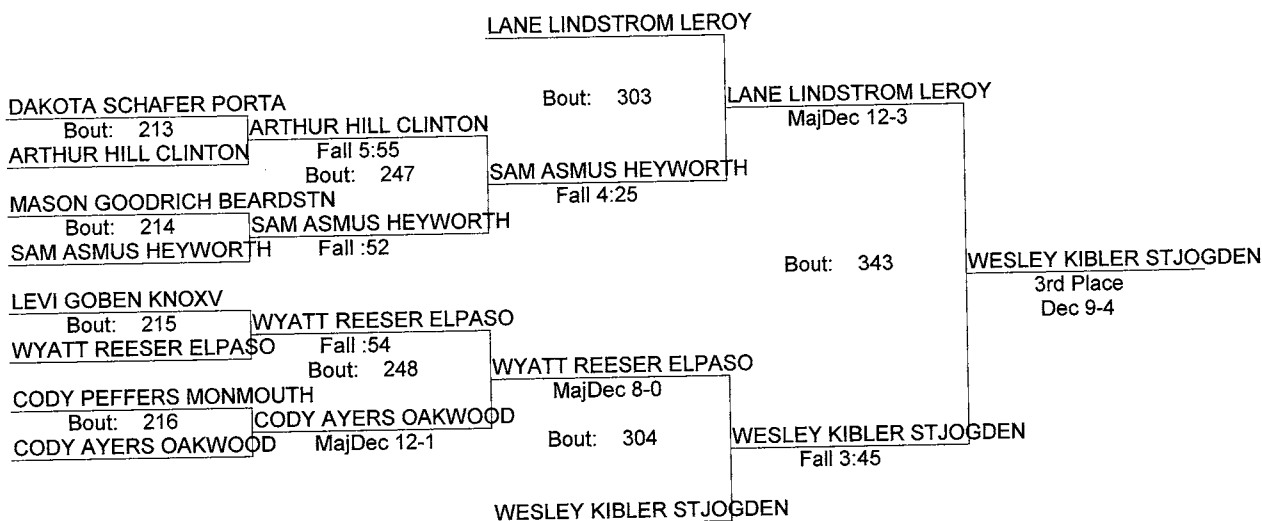 LANE LINDSTROM LEROY
Bout: 303
LANE LINDSTROM LEROY
MajDec 12-3
DAKOTA SCHAFER PORTA
Bout: 213
ARTHUR HILL CLINTON
ARTHUR HILL CLINTON
Fall 5:55
Bout: 247
SAM ASMUS HEYWORTH
Fall 4:25
MASON GOODRICH BEARDSTN
Bout: 214
SAM ASMUS HEYWORTH
SAM ASMUS HEYWORTH
Fall :52
Bout: 343
WESLEY KIBLER STJOGDEN
3rd Place
Dec 9-4
LEVI GOBEN KNOXV
Bout: 215
WYATT REESER ELPASO
WYATT REESER ELPASO
Fall :54
Bout: 248
WYATT REESER ELPASO
MajDec 8-0
CODY PEFFERS MONMOUTH
Bout: 216
CODY AYERS OAKWOOD
CODY AYERS OAKWOOD
MajDec 12-1
Bout: 304
WESLEY KIBLER STJOGDEN
Fall 3:45
WESLEY KIBLER STJOGDEN